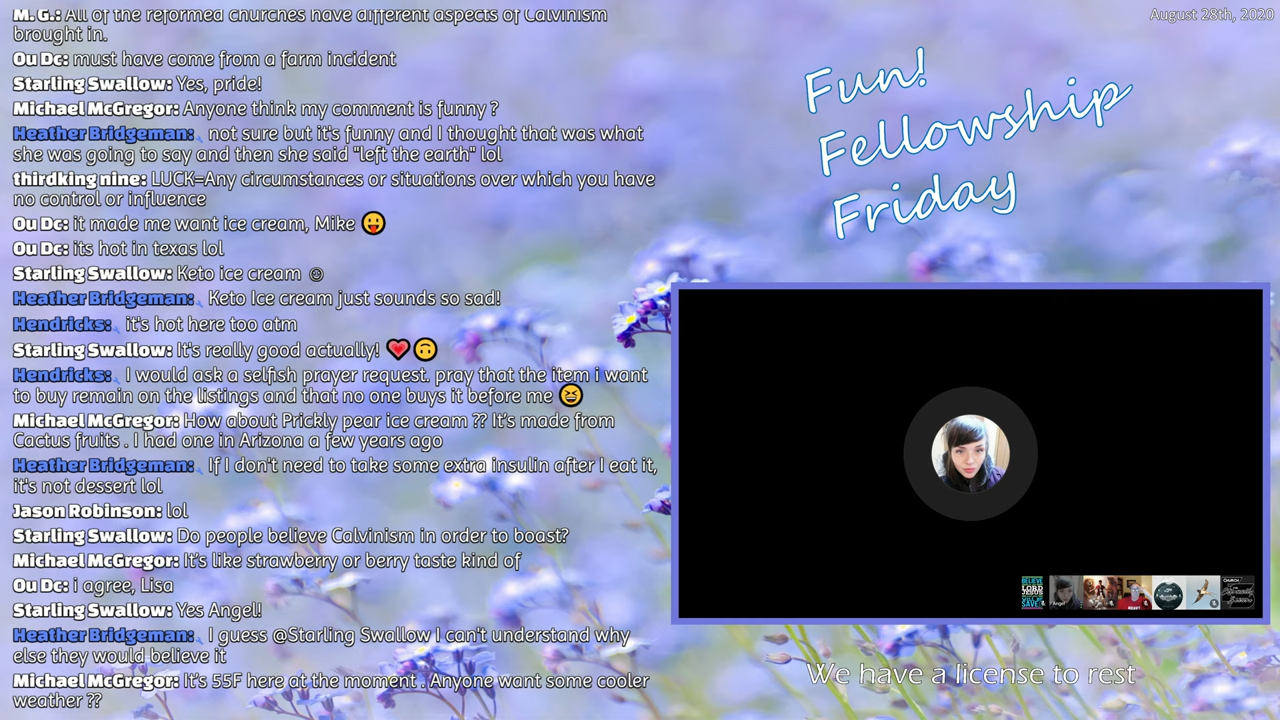 M. G.: All of the reformed churches have different aspects of Calvinism
brought in.
Ou Dc: must have come from a farm incident
Starling Swallow: Yes, pride!
Michael McGregor: Anyone think my comment is funny ?
Heather Bridgeman: not sure but it's funny and I thought that was what
she was going to say and then she said "left the earth" lol
thirdking nine: LUCK=Any circumstances or situations over which you have
no control or influence
Ou Dc: it made me want ice cream, Mike 😛
Ou Dc: its hot in texas lol
Starling Swallow: Keto ice cream ☺
Heather Bridgeman: Keto Ice cream just sounds so sad!
Hendricks: it's hot here too atm
Starling Swallow: It's really good actually! ❤️🙃
Hendricks: I would ask a selfish prayer request. pray that the item i want
to buy remain on the listings and that no one buys it before me 😆
Michael McGregor: How about Prickly pear ice cream ?? It's made from
Cactus fruits . I had one in Arizona a few years ago
Heather Bridgeman: If I don't need to take some extra insulin after I eat it,
it's not dessert lol
Jason Robinson: lol
Starling Swallow: Do people believe Calvinism in order to boast?
Michael McGregor: It's like strawberry or berry taste kind of
Ou Dc: i agree, Lisa
Starling Swallow: Yes Angel!
Heather Bridgeman: I guess @Starling Swallow I can't understand why
else they would believe it
Michael McGregor: It's 55F here at the moment . Anyone want some cooler
weather ??
August 28th, 2020
Fun!
Fellowship
Friday
BELIEVE
LORD
SAVE
Angel
CHURCH
We have a license to rest